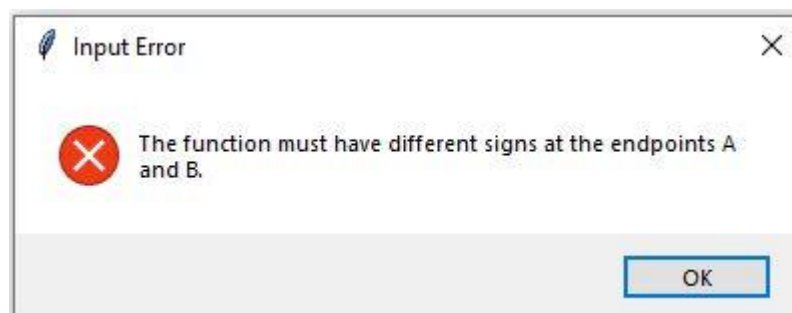 Input Error
The function must have different signs at the endpoints A
and B.
OK